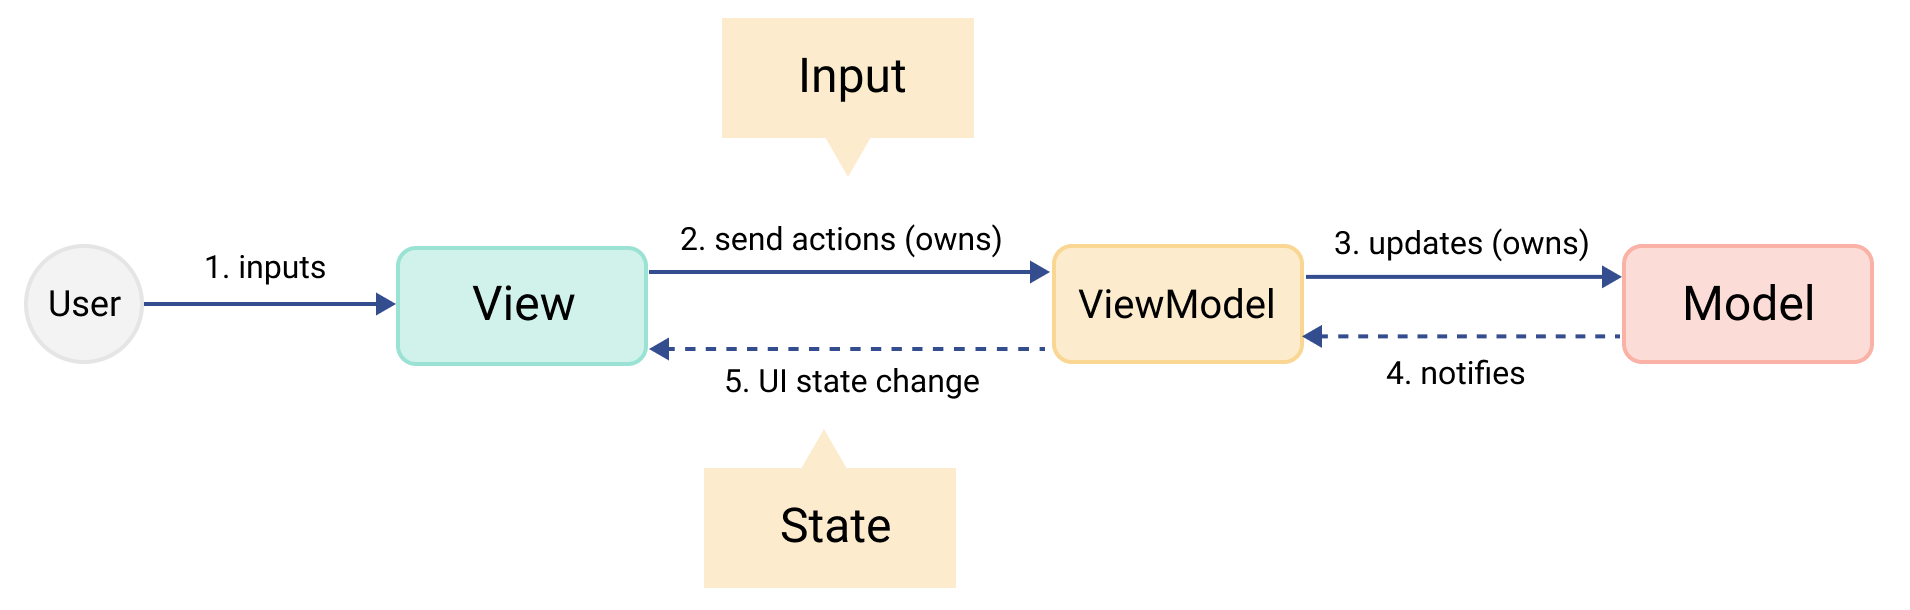 Input
User
1. inputs
View
2. send actions (owns)
5. UI state change
ViewModel
3. updates (owns)
4. notifies
Model
State